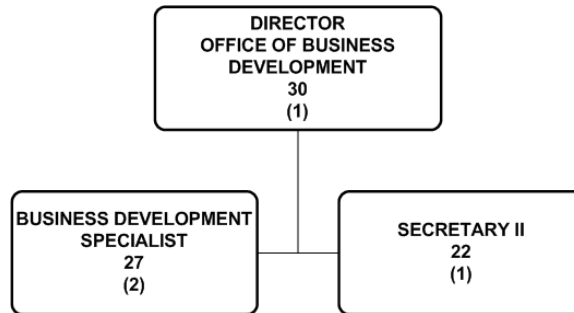 DIRECTOR
OFFICE OF BUSINESS
DEVELOPMENT
30
(1)
BUSINESS DEVELOPMENT
SPECIALIST
27
(2)
SECRETARY II
22
(1)